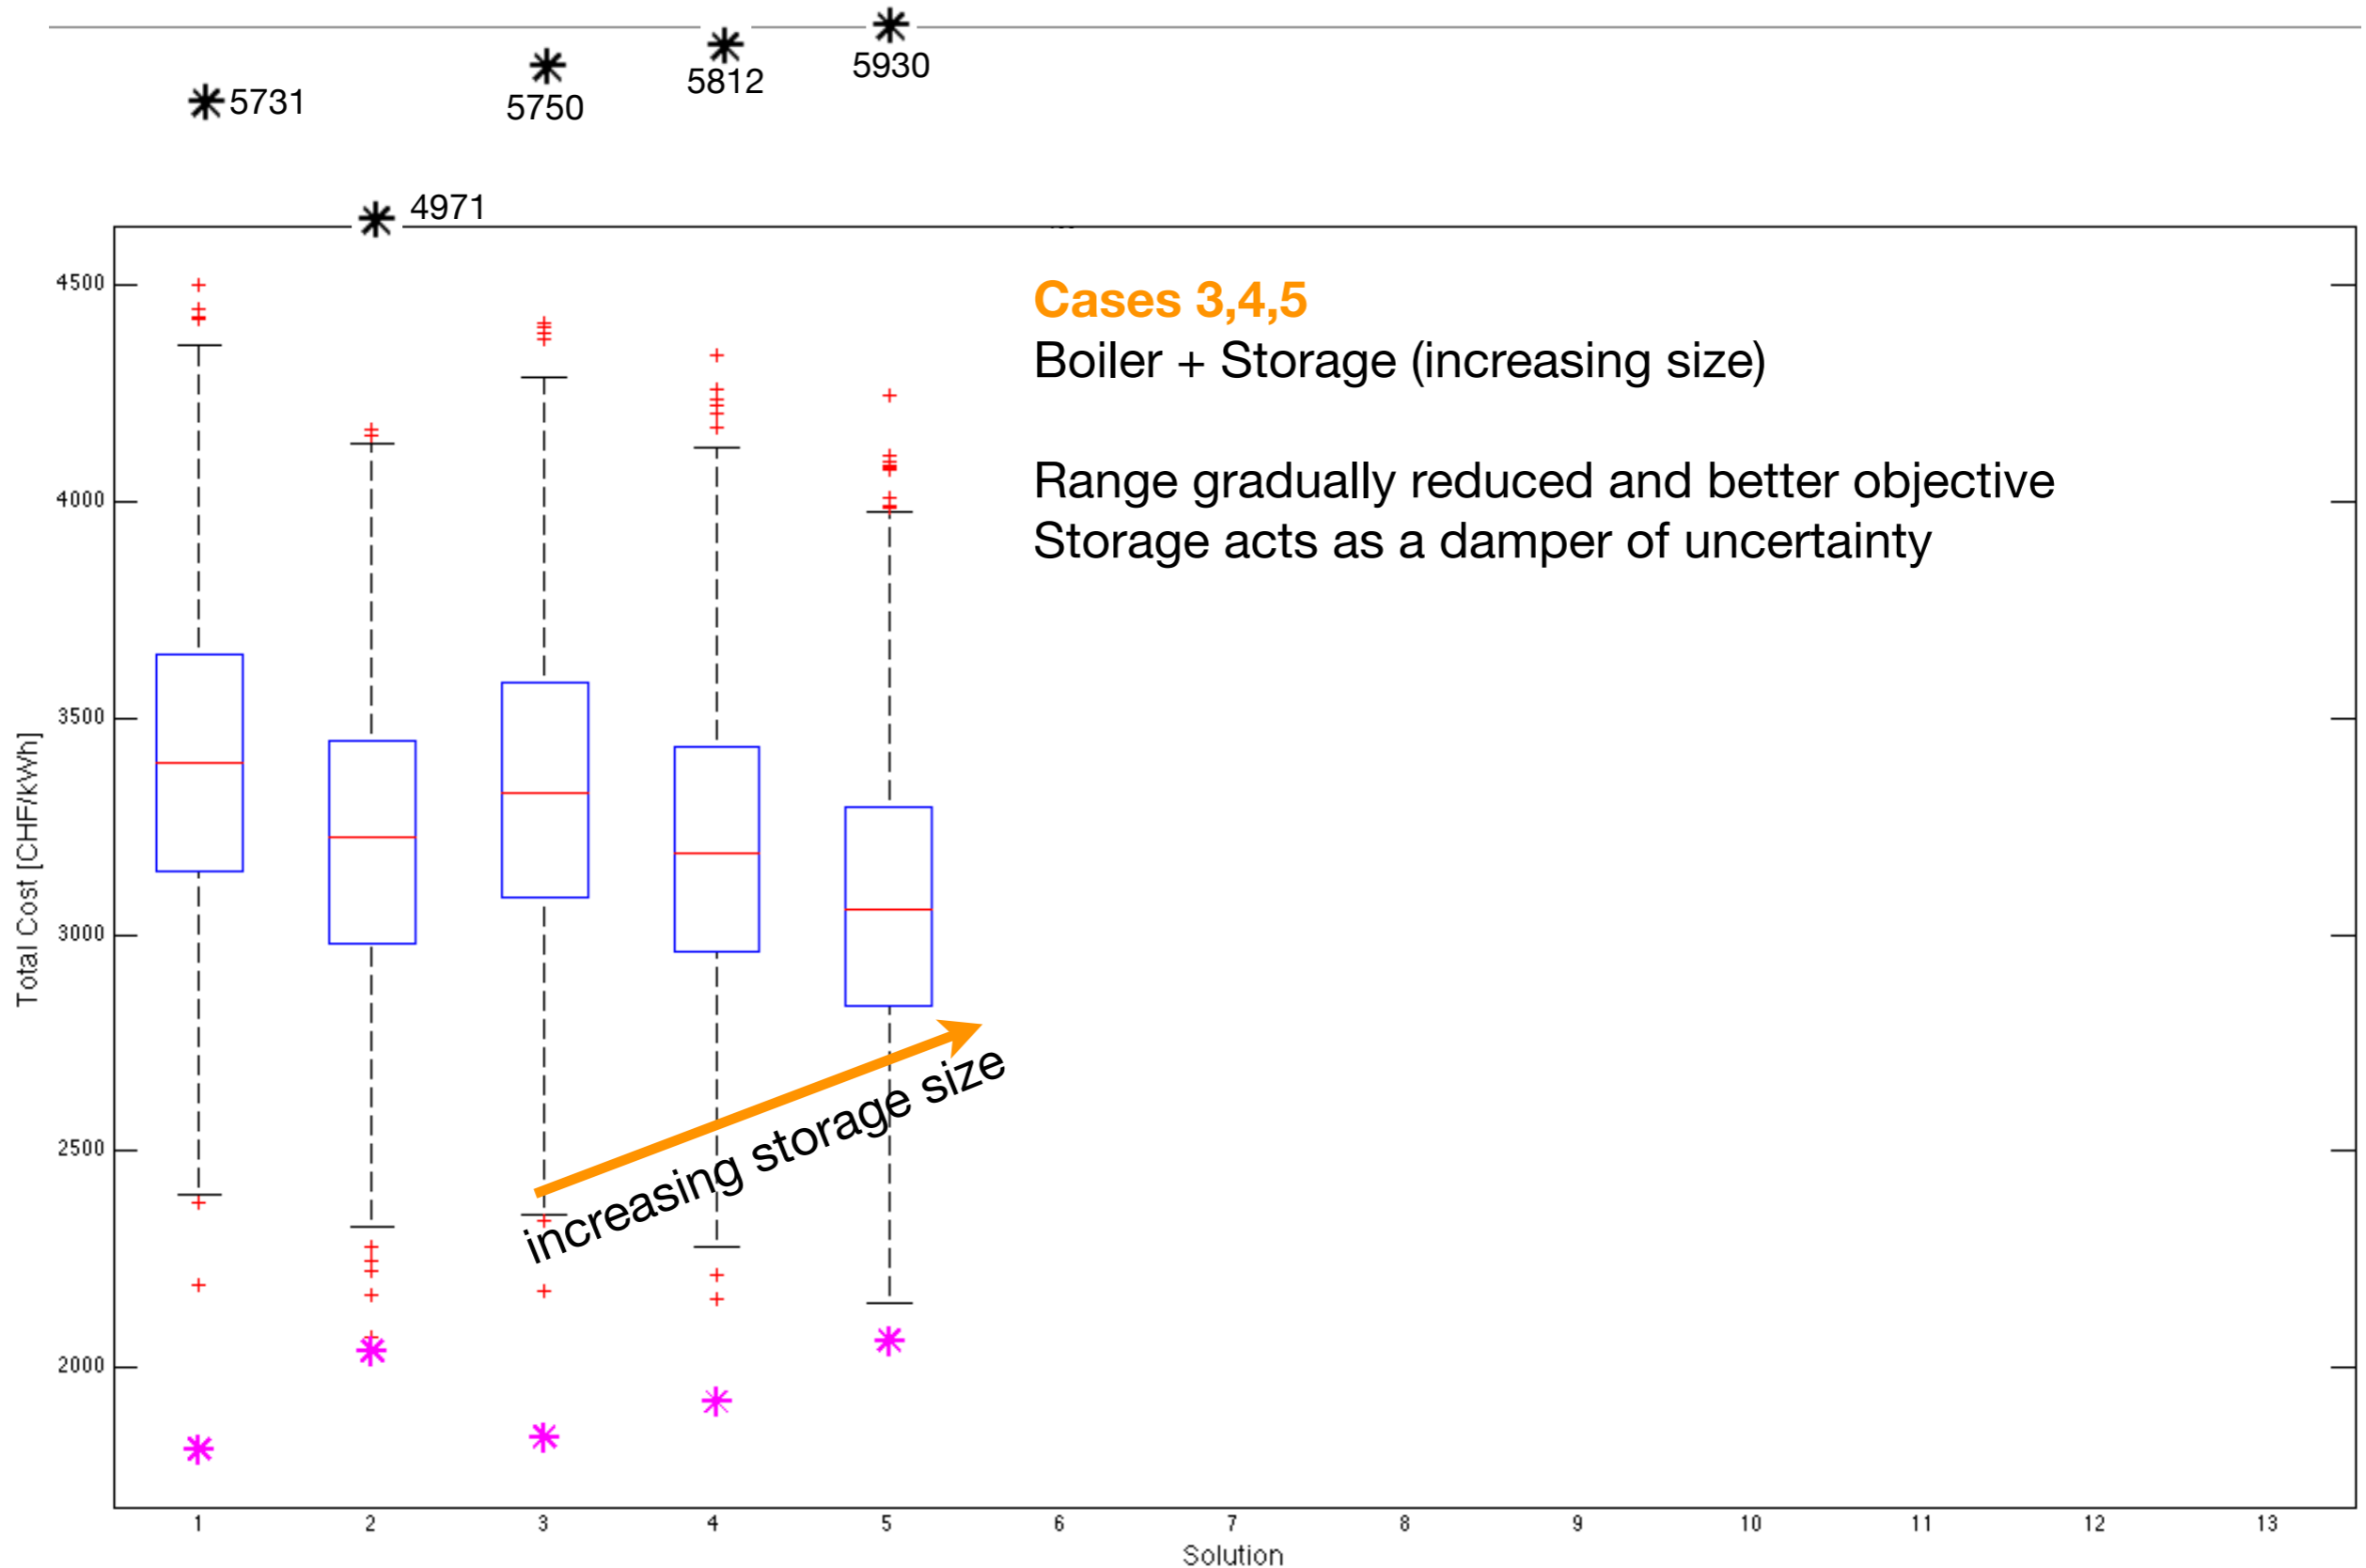 5930
5812
5731
5750
4971
4500
4000
3500
3000
2500
2000
Total Cost [CHF/kWh]
Cases 3,4,5
Boiler + Storage (increasing size)
Range gradually reduced and better objective
Storage acts as a damper of uncertainty
increasing storage size
1 2 3 4 5 6 7 8 9 10 11 12 13
Solution